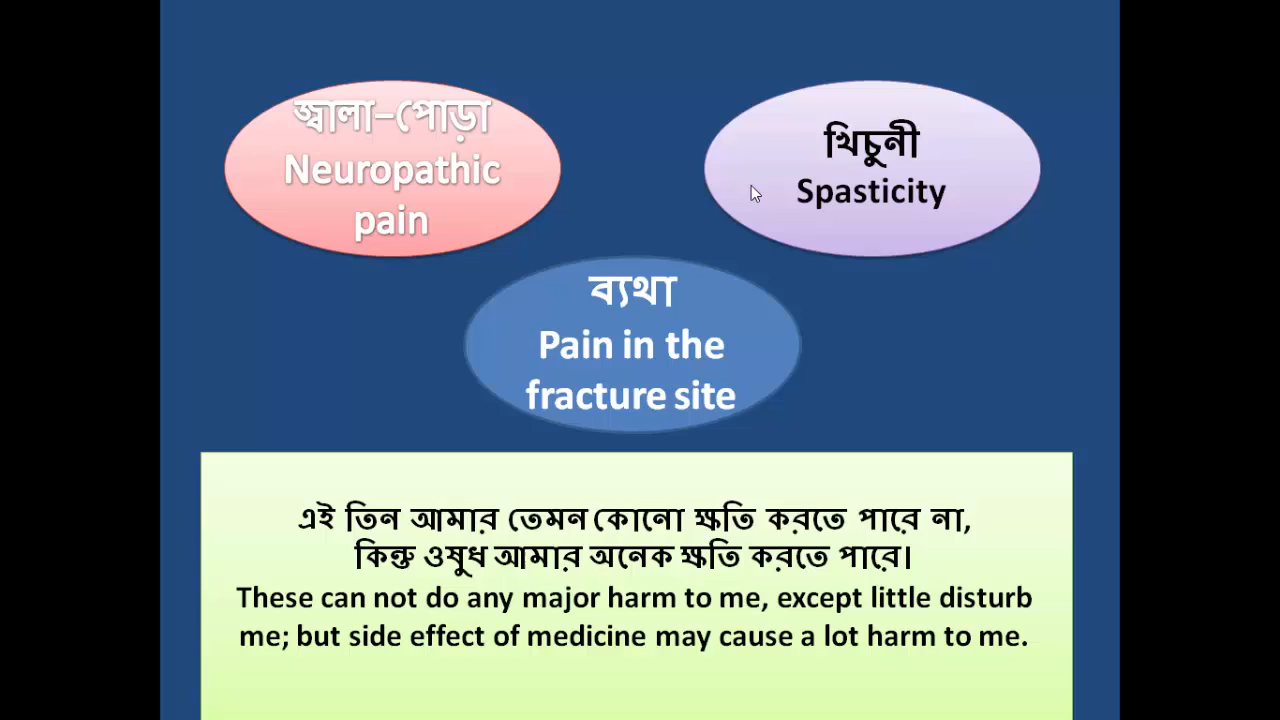 জ্বালা-পোড়া
Neuropathic
pain
খিচুনী
Spasticity
ব্যথা
Pain in the
fracture site
এই তিন আমার তেমন কোনো ক্ষতি করতে পারে না,
কিন্তু ওষুধ আমার অনেক ক্ষতি করতে পারে।
These can not do any major harm to me, except little disturb
me; but side effect of medicine may cause a lot harm to me.